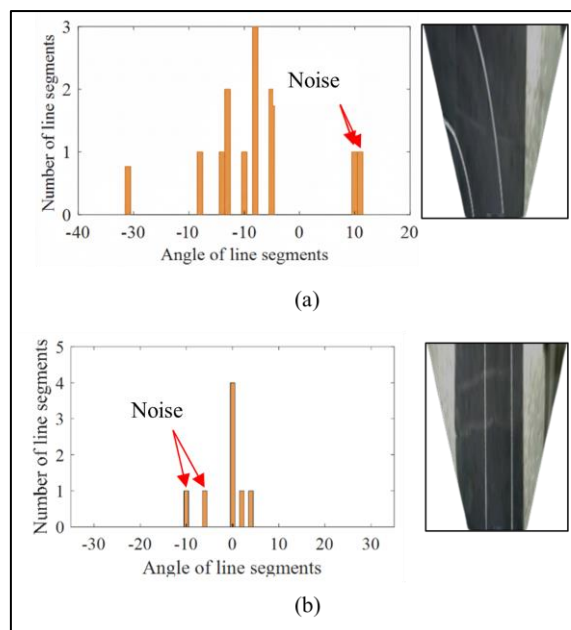 3
2
1
0
Number of line segments
Noise
-40 -30 -20 -10 0 10 20
Angle of line segments
(a)
5
4
3
2
1
0
Number of line segments
Noise
-30 -20 -10 0 10 20 30
Angle of line segments
(b)